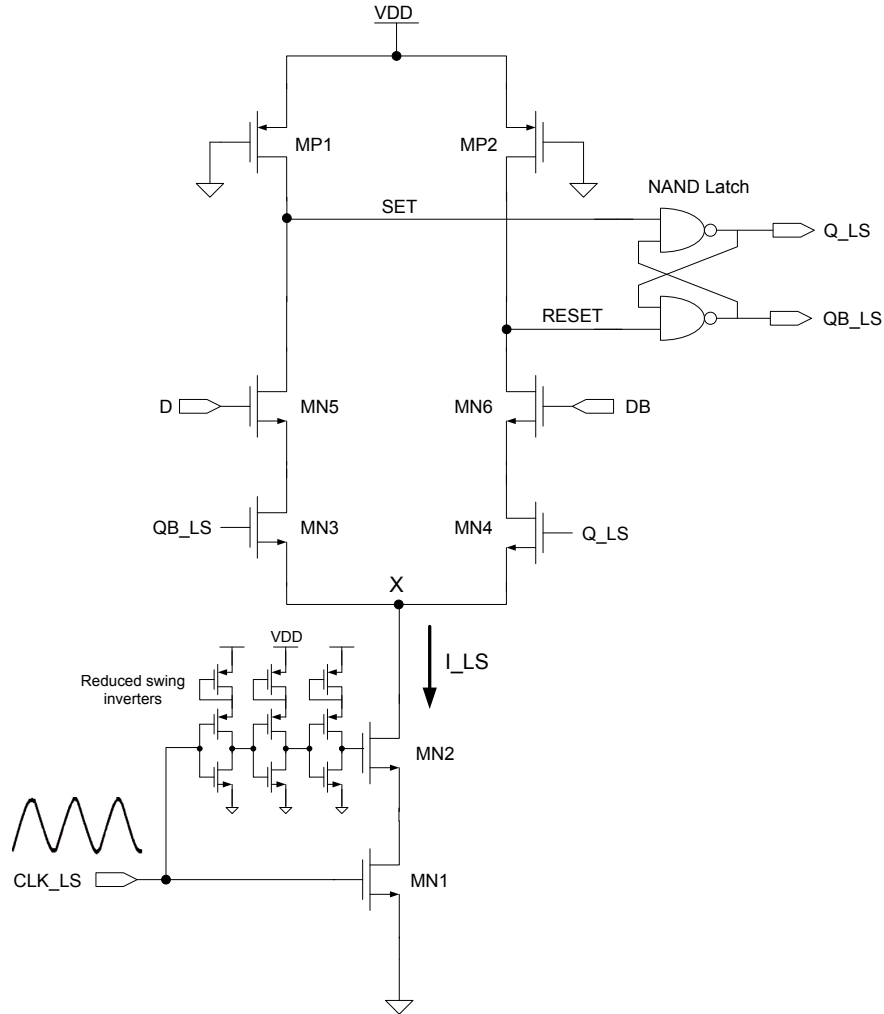 VDD
MP1
MP2
NAND Latch
SET
Q_LS
RESET
QB_LS
D
MN5
MN6
DB
QB_LS
MN3
MN4
Q_LS
X
VDD
I_LS
Reduced swing
inverters
MN2
CLK_LS
MN1